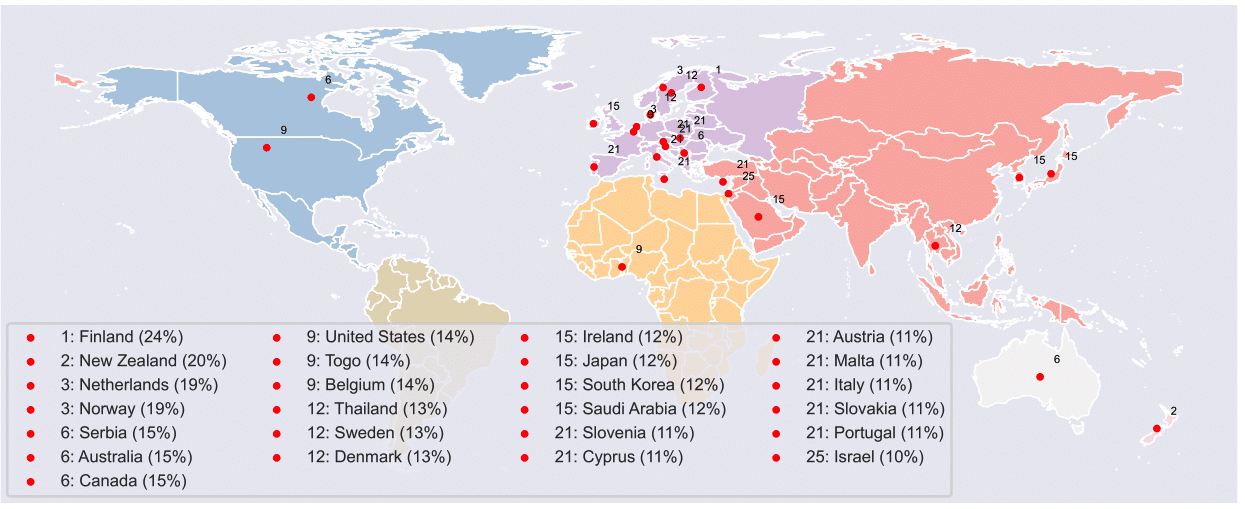 6
9
3
12
1
12
15
3
9
21
21
21
6
21
21
21
21
25
15
15
15
12
9
6
2
1: Finland (24%)
2: New Zealand (20%)
3: Netherlands (19%)
3: Norway (19%)
6: Serbia (15%)
6: Australia (15%)
6: Canada (15%)
9: United States (14%)
9: Togo (14%)
9: Belgium (14%)
12: Thailand (13%)
12: Sweden (13%)
12: Denmark (13%)
15: Ireland (12%)
15: Japan (12%)
15: South Korea (12%)
15: Saudi Arabia (12%)
21: Slovenia (11%)
21: Cyprus (11%)
21: Austria (11%)
21: Malta (11%)
21: Italy (11%)
21: Slovakia (11%)
21: Portugal (11%)
25: Israel (10%)